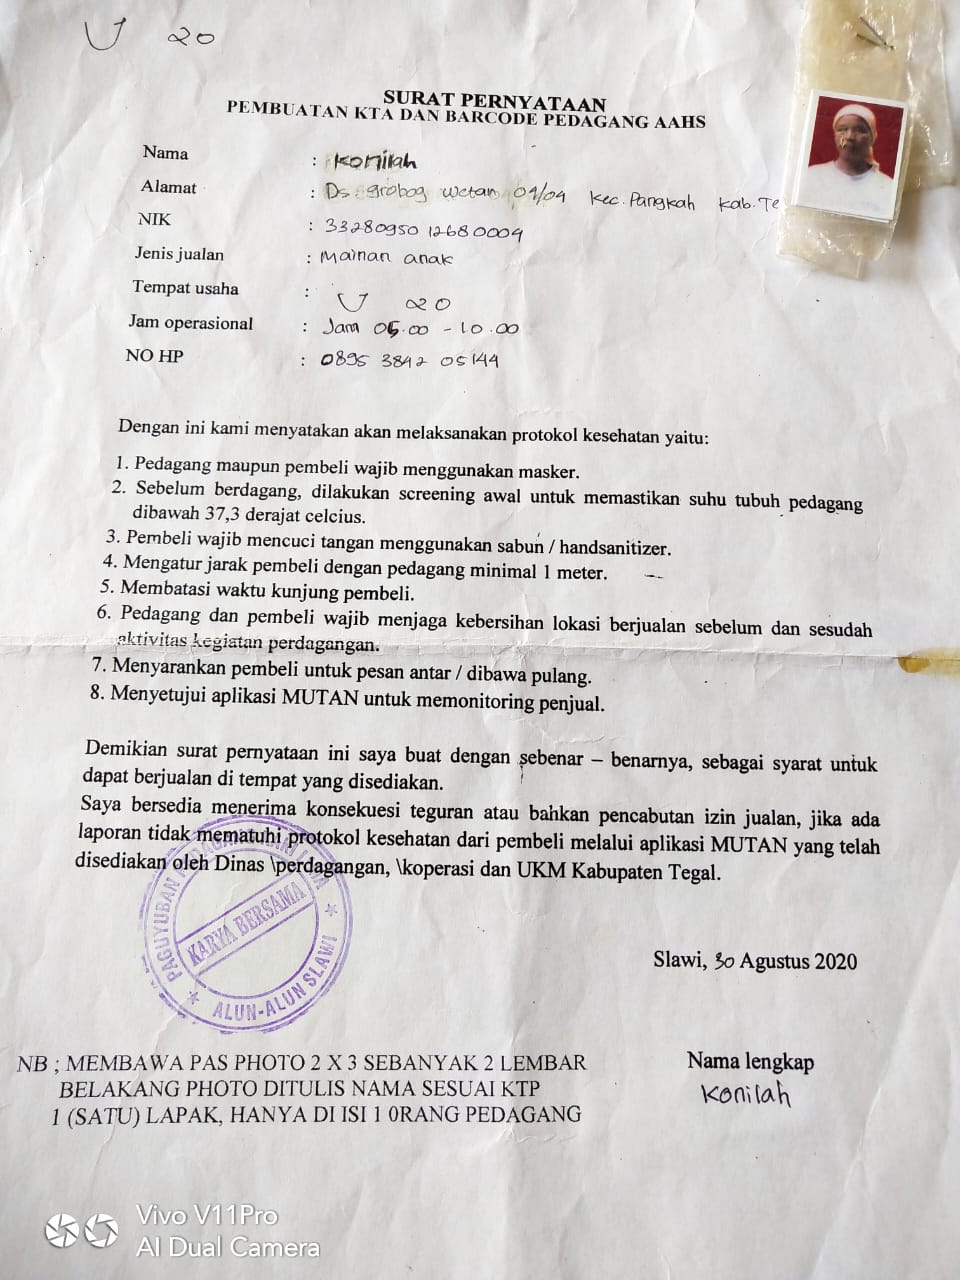 U 20
SURAT PERNYATAAN
PEMBUATAN KTA DAN BARCODE PEDAGANG AAHS
Nama : Konilah
Alamat : Ds. grobog wetan 04/04 Kec. Pangkah Kab. Te
NIK : 33280950 12680004
Jenis jualan : Mainan anak
Tempat usaha : U 20
Jam operasional : Jam 05.00 - 10.00
NO HP : 0895 3842 05144
Dengan ini kami menyatakan akan melaksanakan protokol kesehatan yaitu:
1. Pedagang maupun pembeli wajib menggunakan masker.
2. Sebelum berdagang, dilakukan screening awal untuk memastikan suhu tubuh pedagang
dibawah 37,3 derajat celcius.
3. Pembeli wajib mencuci tangan menggunakan sabun / handsanitizer.
4. Mengatur jarak pembeli dengan pedagang minimal 1 meter.
5. Membatasi waktu kunjung pembeli.
6. Pedagang dan pembeli wajib menjaga kebersihan lokasi berjualan sebelum dan sesudah
aktivitas kegiatan perdagangan.
7. Menyarankan pembeli untuk pesan antar / dibawa pulang.
8. Menyetujui aplikasi MUTAN untuk memonitoring penjual.
Demikian surat pernyataan ini saya buat dengan sebenar – benarnya, sebagai syarat untuk
dapat berjualan di tempat yang disediakan.
Saya bersedia menerima konsekuesi teguran atau bahkan pencabutan izin jualan, jika ada
laporan tidak mematuhi protokol kesehatan dari pembeli melalui aplikasi MUTAN yang telah
disediakan oleh Dinas \perdagangan, \koperasi dan UKM Kabupaten Tegal.
PAGUYUBAN
KARYA BERSAMA
ALUN-ALUN SLAWI
Slawi, 30 Agustus 2020
NB ; MEMBAWA PAS PHOTO 2 X 3 SEBANYAK 2 LEMBAR
BELAKANG PHOTO DITULIS NAMA SESUAI KTP
1 (SATU) LAPAK, HANYA DI ISI 1 0RANG PEDAGANG
Nama lengkap
Konilah
Vivo V11Pro
AI Dual Camera